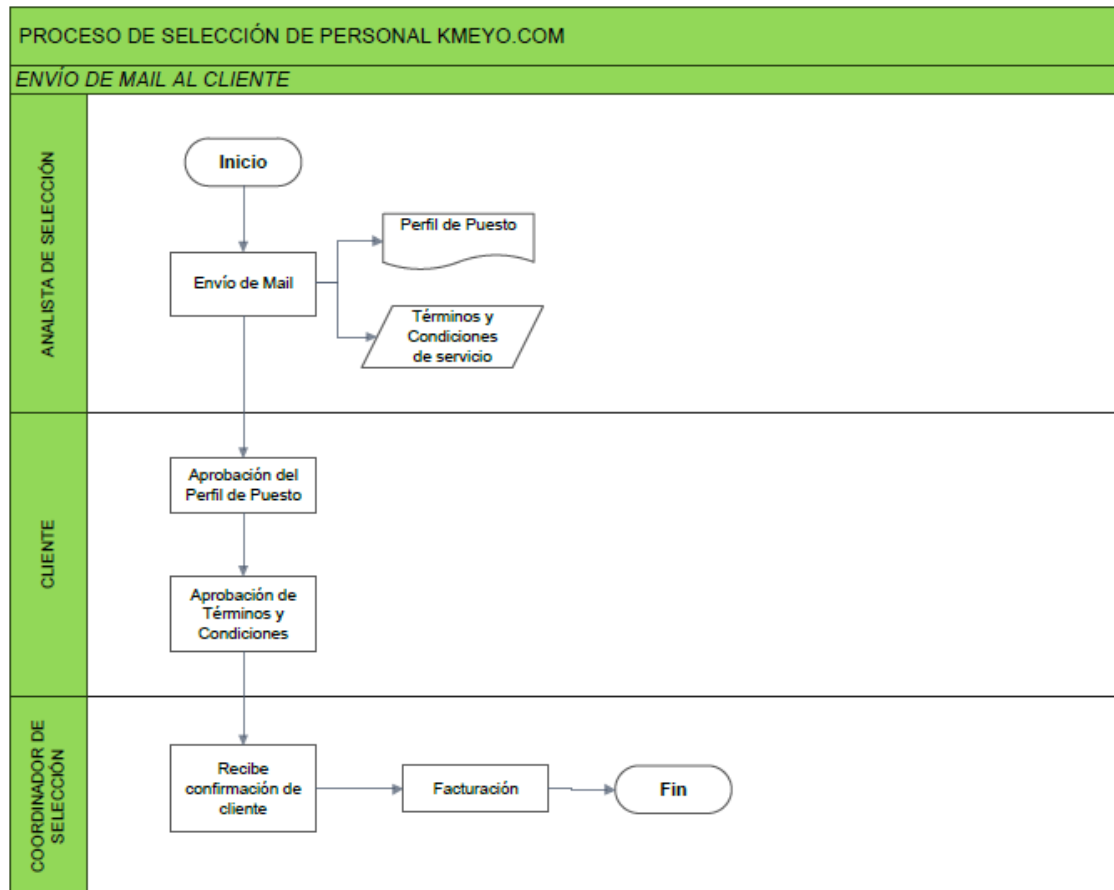 PROCESO DE SELECCIÓN DE PERSONAL KMEYO.COM
ENVÍO DE MAIL AL CLIENTE
ANALISTA DE SELECCIÓN
Inicio
Envío de Mail
Perfil de Puesto
Términos y
Condiciones
de servicio
CLIENTE
Aprobación del
Perfil de Puesto
Aprobación de
Términos y
Condiciones
COORDINADOR DE
SELECCIÓN
Recibe
confirmación de
cliente
Facturación
Fin